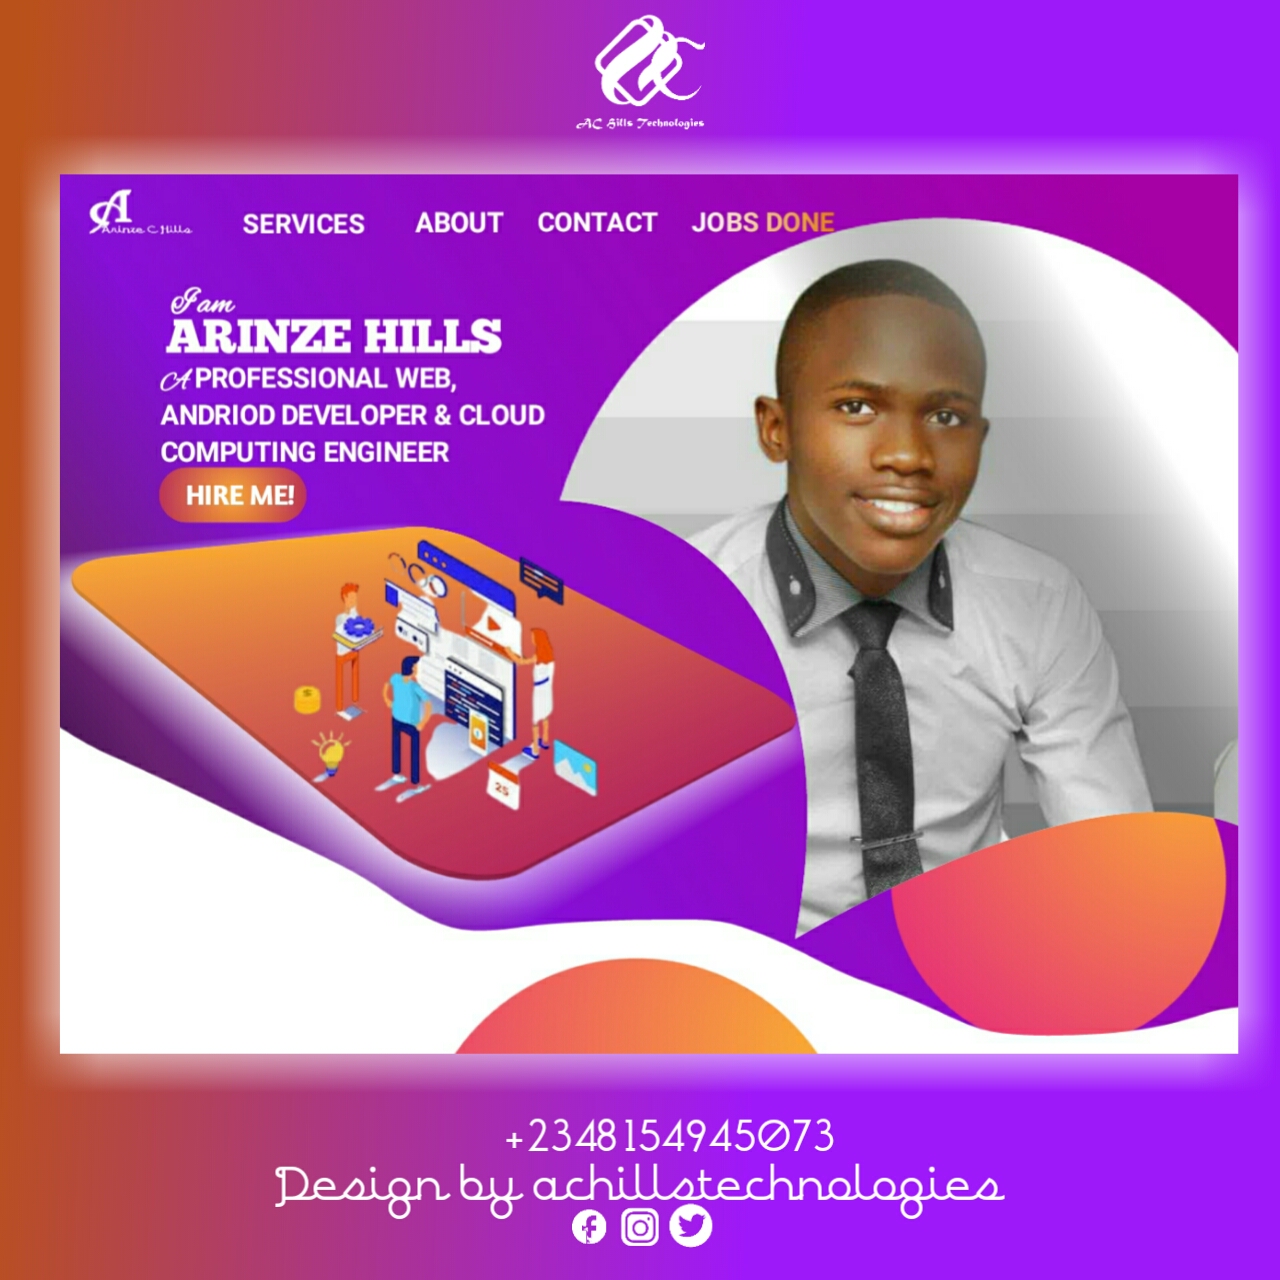 AC Hills Technologies
A
Arinze C Hills
SERVICES ABOUT CONTACT JOBS DONE
I am
ARINZE HILLS
A PROFESSIONAL WEB,
ANDRIOD DEVELOPER & CLOUD
COMPUTING ENGINEER
HIRE ME!
$
25
+2348154945073
Design by achillstechnologies